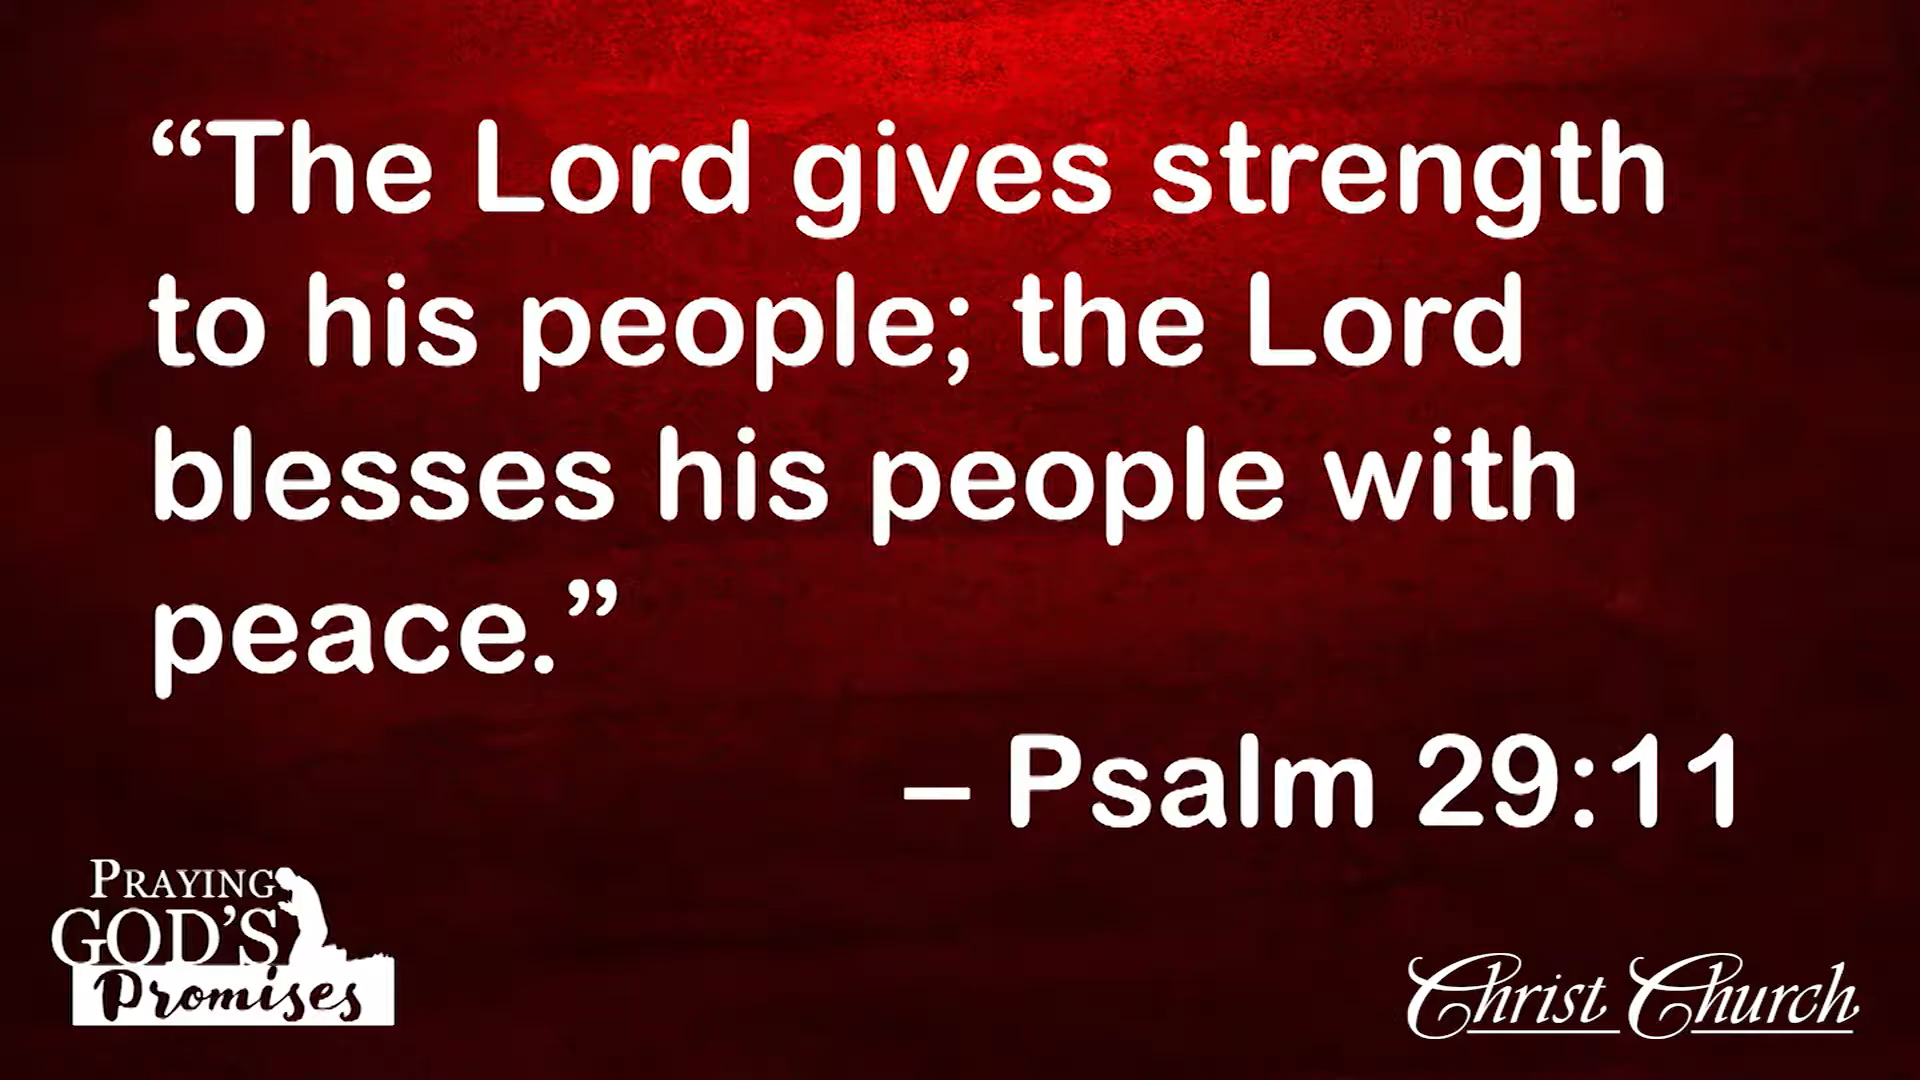 “The Lord gives strength
to his people; the Lord
blesses his people with
peace.”
– Psalm 29:11
PRAYING
GOD’S
Promises
Christ Church